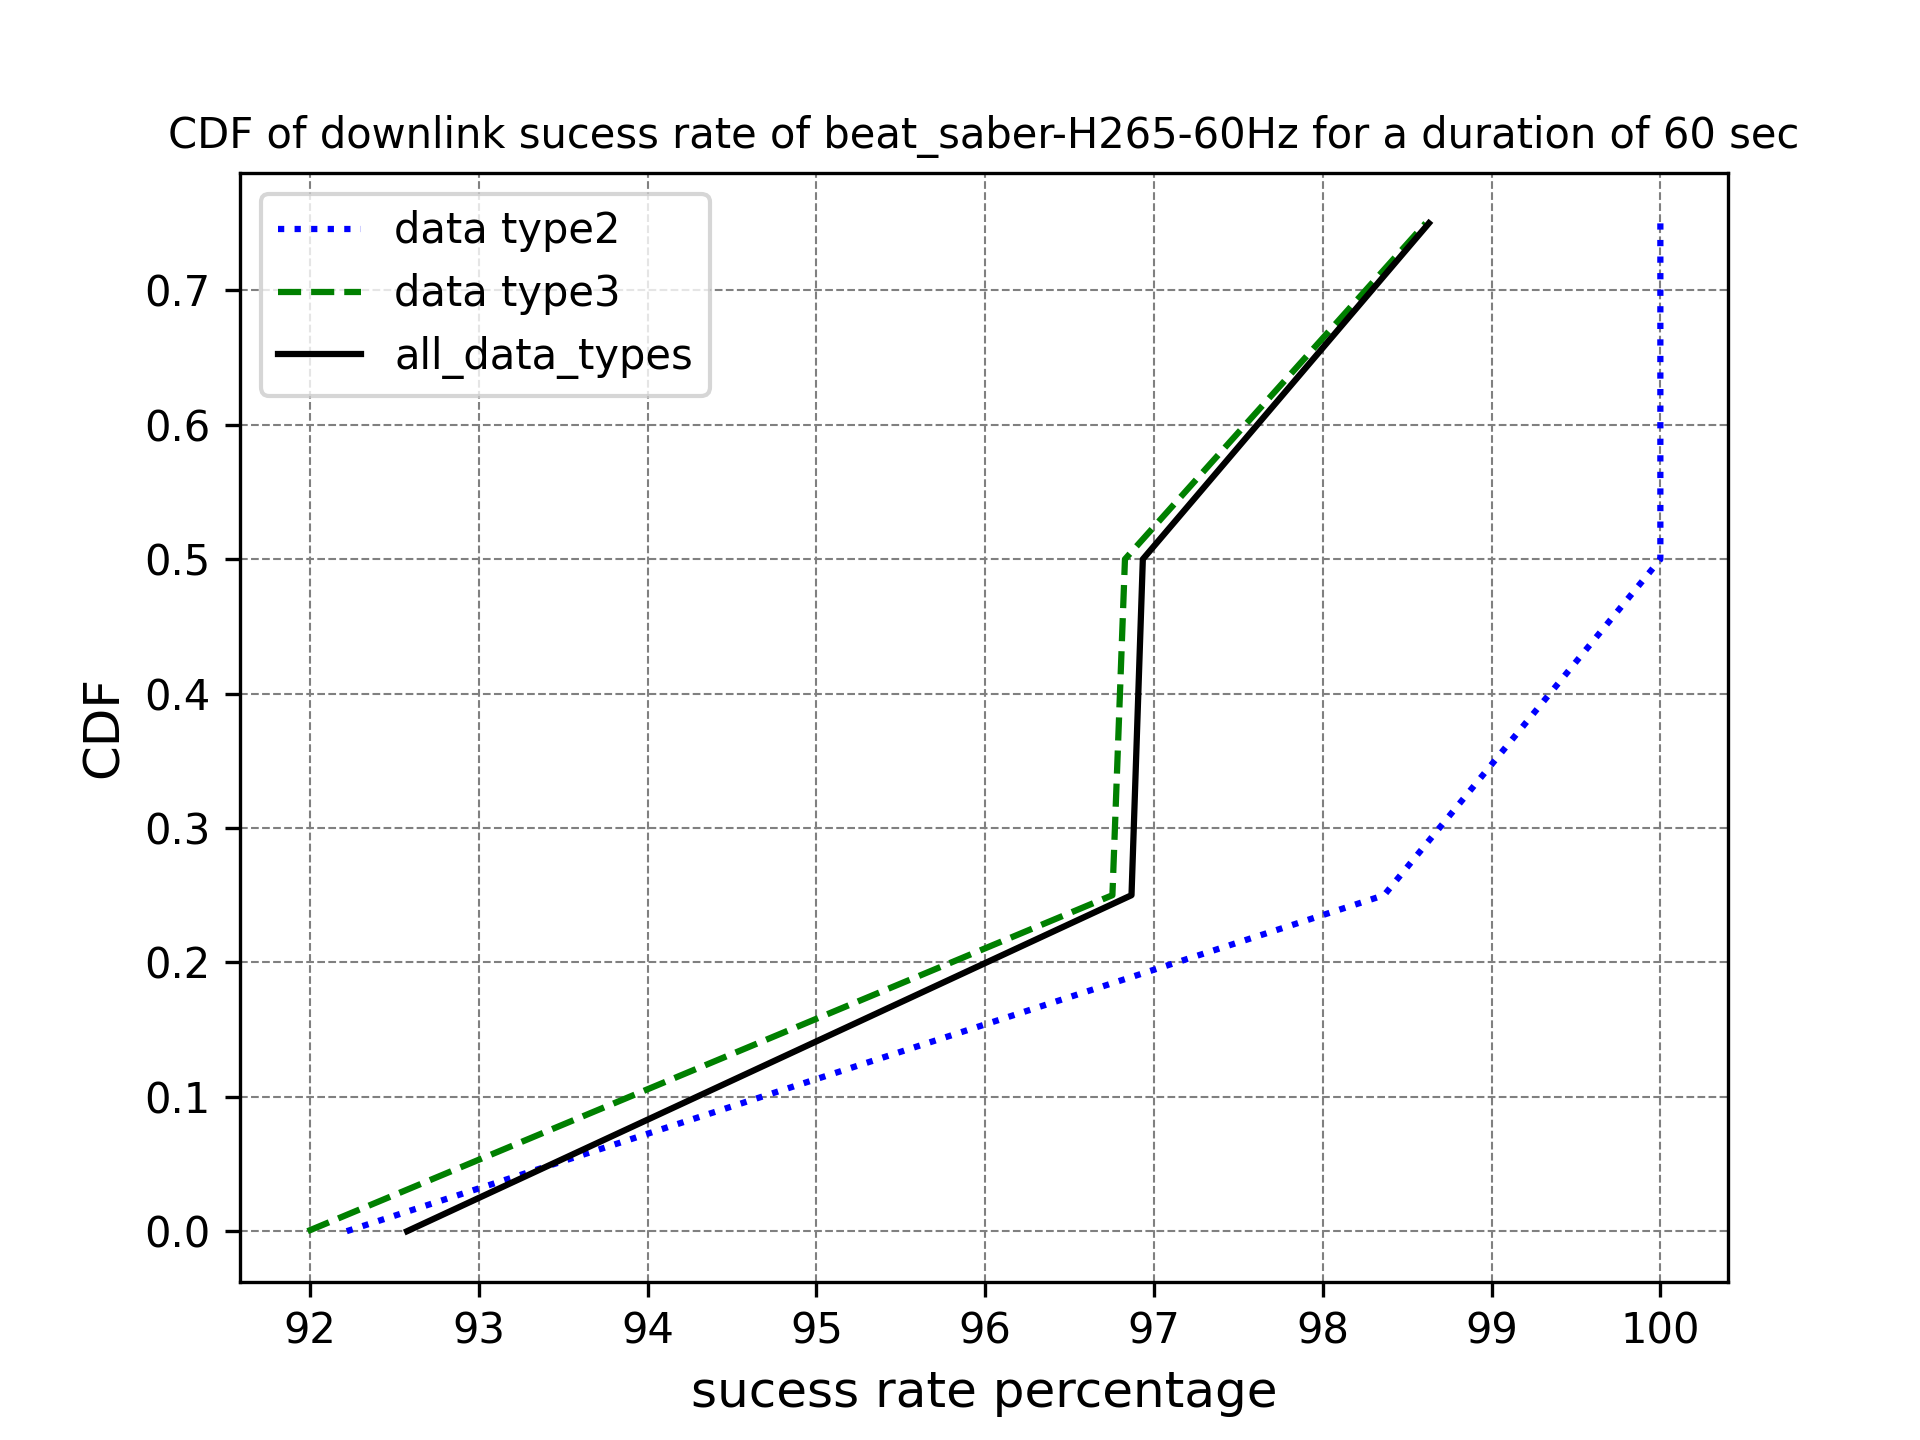 CDF of downlink sucess rate of beat_saber-H265-60Hz for a duration of 60 sec
data type2
data type3
all_data_types
CDF
0.7
0.6
0.5
0.4
0.3
0.2
0.1
0.0
92 93 94 95 96 97 98 99 100
sucess rate percentage